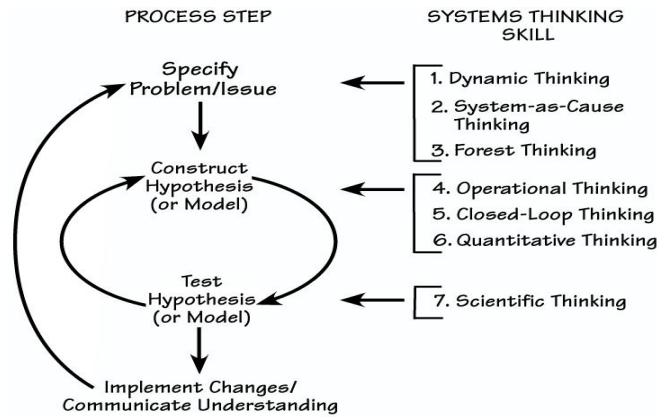 PROCESS STEP
SYSTEMS THINKING
SKILL
Specify
Problem/Issue
1. Dynamic Thinking
2. System-as-Cause
Thinking
3. Forest Thinking
Construct
Hypothesis
(or Model)
4. Operational Thinking
5. Closed-Loop Thinking
6. Quantitative Thinking
Test
Hypothesis
(or Model)
7. Scientific Thinking
Implement Changes/
Communicate Understanding